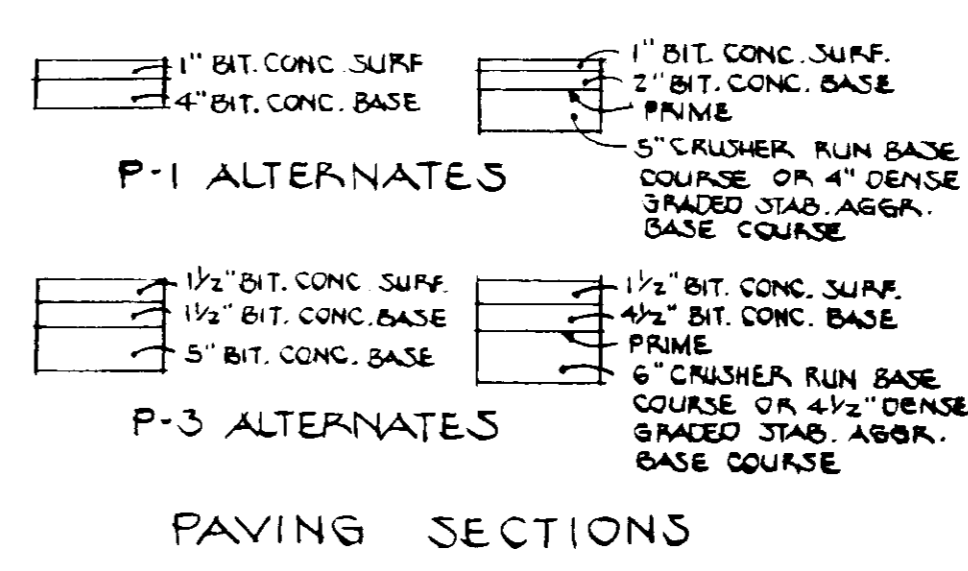 1" BIT. CONC. SURF
4" BIT. CONC. BASE
1" BIT. CONC. SURF.
2" BIT. CONC. BASE
PRIME
5" CRUSHER RUN BASE
COURSE OR 4" DENSE
GRADED STAB. AGGR.
BASE COURSE
P-1 ALTERNATES
1½" BIT. CONC. SURF.
1½" BIT. CONC. BASE
5" BIT. CONC. BASE
1½" BIT. CONC. SURF.
4½" BIT. CONC. BASE
PRIME
6" CRUSHER RUN BASE
COURSE OR 4½" DENSE
GRADED STAB. AGGR.
BASE COURSE
P-3 ALTERNATES
PAVING SECTIONS